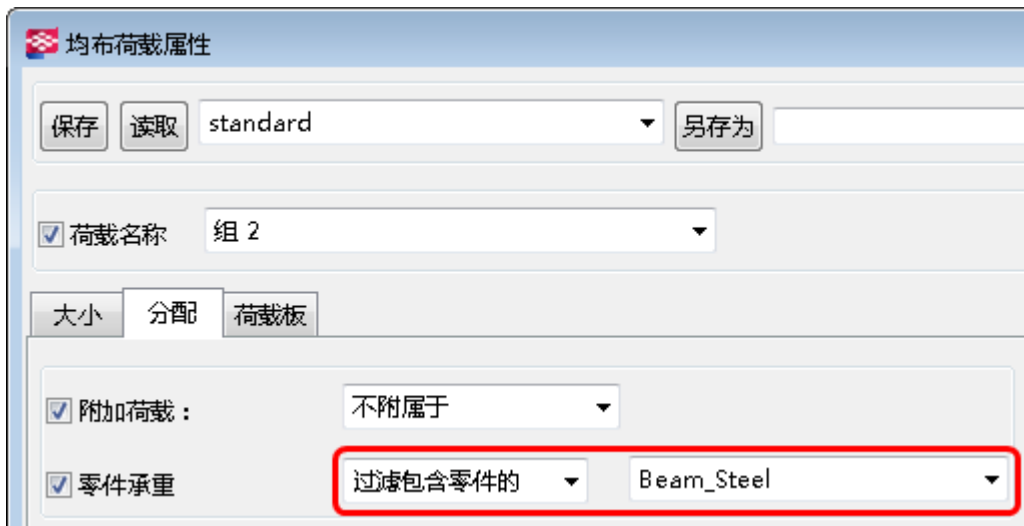 均布荷载属性
保存 读取 standard 另存为
荷载名称 组 2
大小 分配 荷载板
附加荷载： 不附属于
零件承重 过滤包含零件的 Beam_Steel